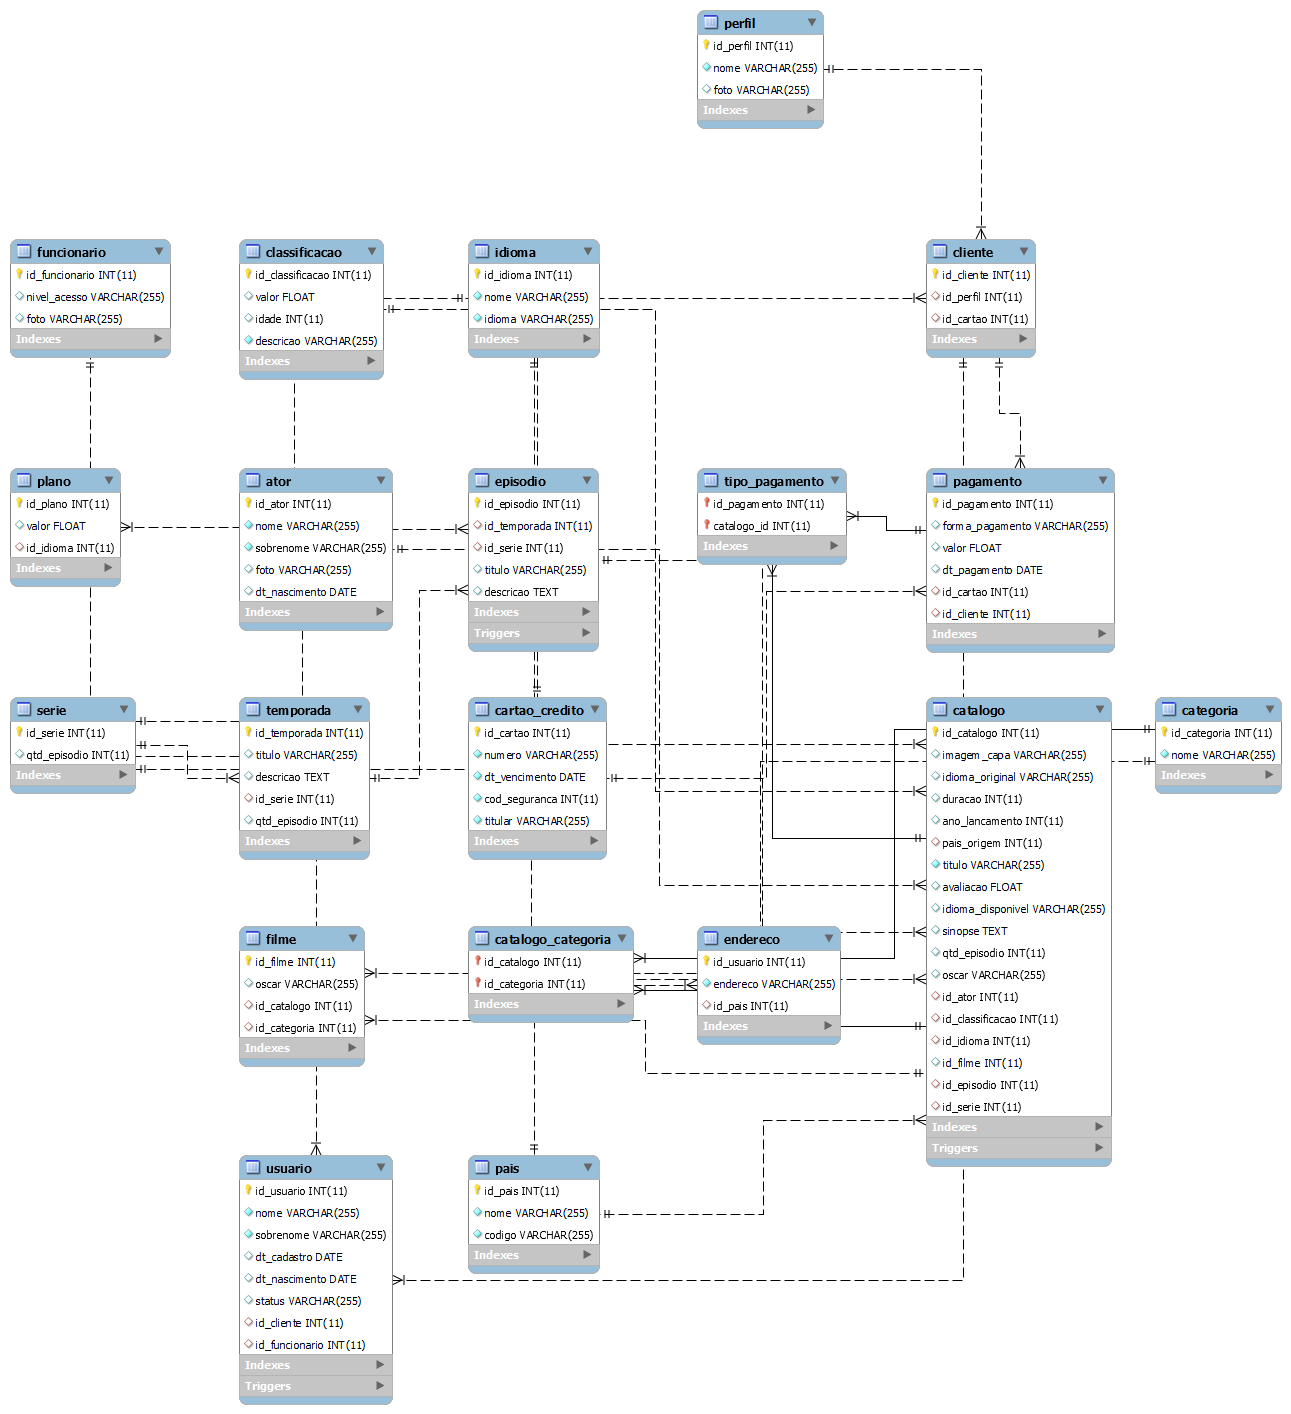 perfil
id_perfil INT(11)
nome VARCHAR(255)
foto VARCHAR(255)
Indexes
funcionario
id_funcionario INT(11)
nivel_acesso VARCHAR(255)
foto VARCHAR(255)
Indexes
classificacao
id_classificacao INT(11)
valor FLOAT
idade INT(11)
descricao VARCHAR(255)
Indexes
idioma
id_idioma INT(11)
nome VARCHAR(255)
idioma VARCHAR(255)
Indexes
cliente
id_cliente INT(11)
id_perfil INT(11)
id_cartao INT(11)
Indexes
plano
id_plano INT(11)
valor FLOAT
id_idioma INT(11)
Indexes
ator
id_ator INT(11)
nome VARCHAR(255)
sobrenome VARCHAR(255)
foto VARCHAR(255)
dt_nascimento DATE
Indexes
episodio
id_episodio INT(11)
id_temporada INT(11)
id_serie INT(11)
titulo VARCHAR(255)
descricao TEXT
Indexes
Triggers
tipo_pagamento
id_pagamento INT(11)
catalogo_id INT(11)
Indexes
pagamento
id_pagamento INT(11)
forma_pagamento VARCHAR(255)
valor FLOAT
dt_pagamento DATE
id_cartao INT(11)
id_cliente INT(11)
Indexes
serie
id_serie INT(11)
qtd_episodio INT(11)
Indexes
temporada
id_temporada INT(11)
titulo VARCHAR(255)
descricao TEXT
id_serie INT(11)
qtd_episodio INT(11)
Indexes
cartao_credito
id_cartao INT(11)
numero VARCHAR(255)
dt_vencimento DATE
cod_seguranca INT(11)
titular VARCHAR(255)
Indexes
catalogo
id_catalogo INT(11)
imagem_capa VARCHAR(255)
idioma_original VARCHAR(255)
duracao INT(11)
ano_lancamento INT(11)
pais_origem INT(11)
titulo VARCHAR(255)
avaliacao FLOAT
idioma_disponivel VARCHAR(255)
sinopse TEXT
qtd_episodio INT(11)
oscar VARCHAR(255)
id_ator INT(11)
id_classificacao INT(11)
id_idioma INT(11)
id_filme INT(11)
id_episodio INT(11)
id_serie INT(11)
Indexes
Triggers
categoria
id_categoria INT(11)
nome VARCHAR(255)
Indexes
filme
id_filme INT(11)
oscar VARCHAR(255)
id_catalogo INT(11)
id_categoria INT(11)
Indexes
catalogo_categoria
id_catalogo INT(11)
id_categoria INT(11)
Indexes
endereco
id_usuario INT(11)
endereco VARCHAR(255)
id_pais INT(11)
Indexes
usuario
id_usuario INT(11)
nome VARCHAR(255)
sobrenome VARCHAR(255)
dt_cadastro DATE
dt_nascimento DATE
status VARCHAR(255)
id_cliente INT(11)
id_funcionario INT(11)
Indexes
Triggers
pais
id_pais INT(11)
nome VARCHAR(255)
codigo VARCHAR(255)
Indexes